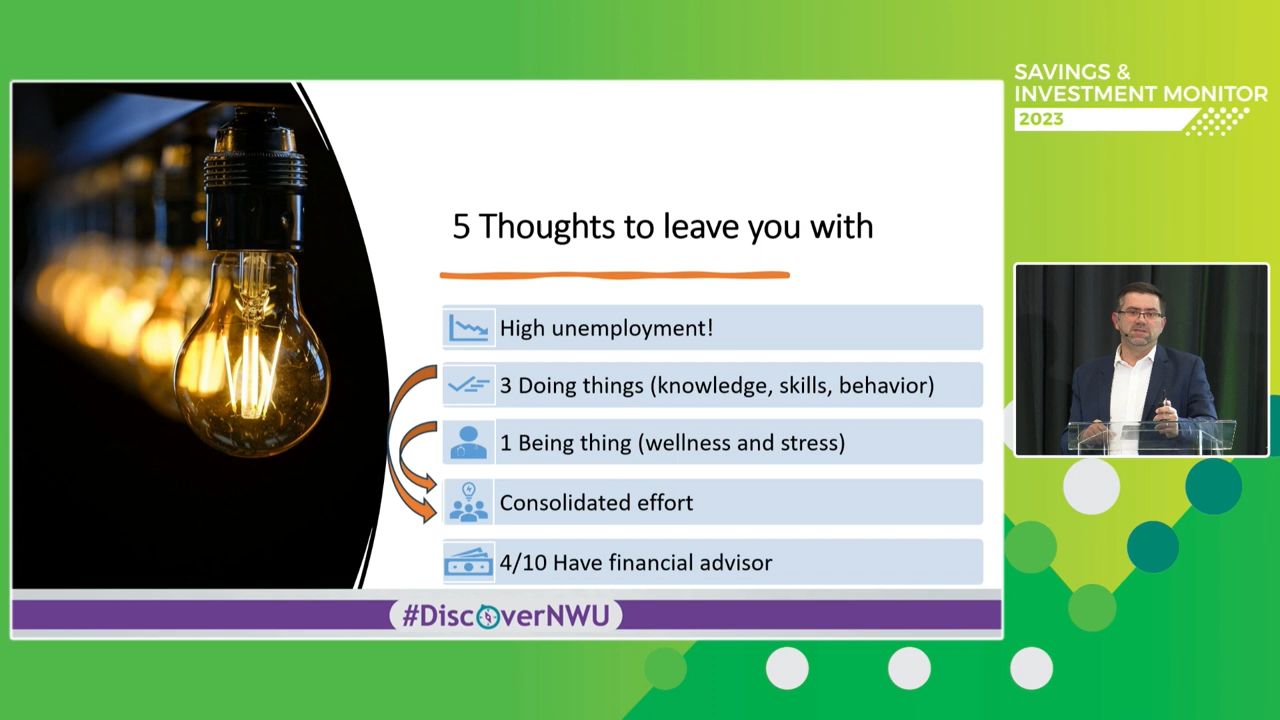 SAVINGS &
INVESTMENT MONITOR
2023
5 Thoughts to leave you with
High unemployment!
3 Doing things (knowledge, skills, behavior)
1 Being thing (wellness and stress)
Consolidated effort
4/10 Have financial advisor
#DiscoverNWU